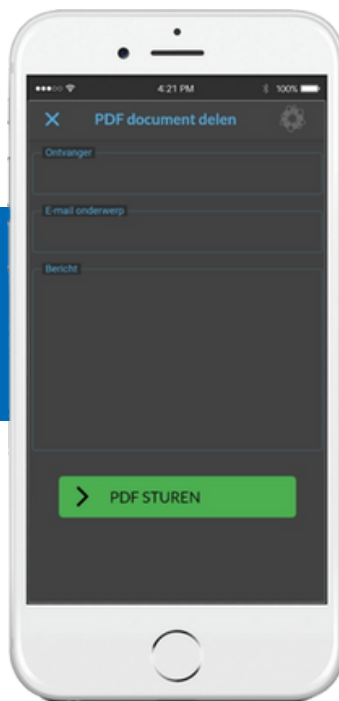 4:21 PM
100%
PDF document delen
Ontvanger
E-mail onderwerp
Bericht
PDF STUREN